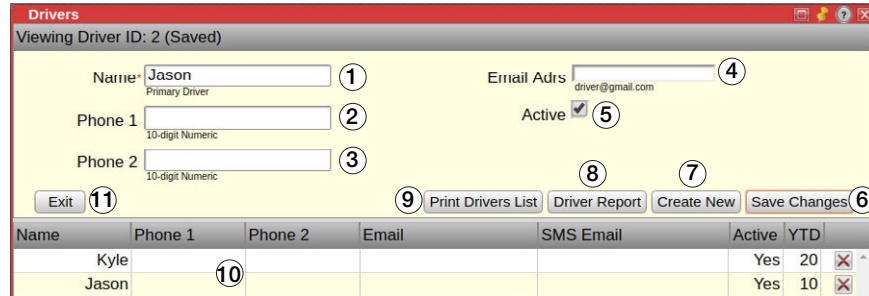 Drivers
Viewing Driver ID: 2 (Saved)
Name* Jason 1 Email Adrs 4
Primary Driver driver@gmail.com
Phone 1 2 Active 5
10-digit Numeric
Phone 2 3
10-digit Numeric
8 7
Exit 11 9 Print Drivers List Driver Report Create New Save Changes 6
Name Phone 1 Phone 2 Email SMS Email Active YTD
Kyle Yes 20
10
Jason Yes 10